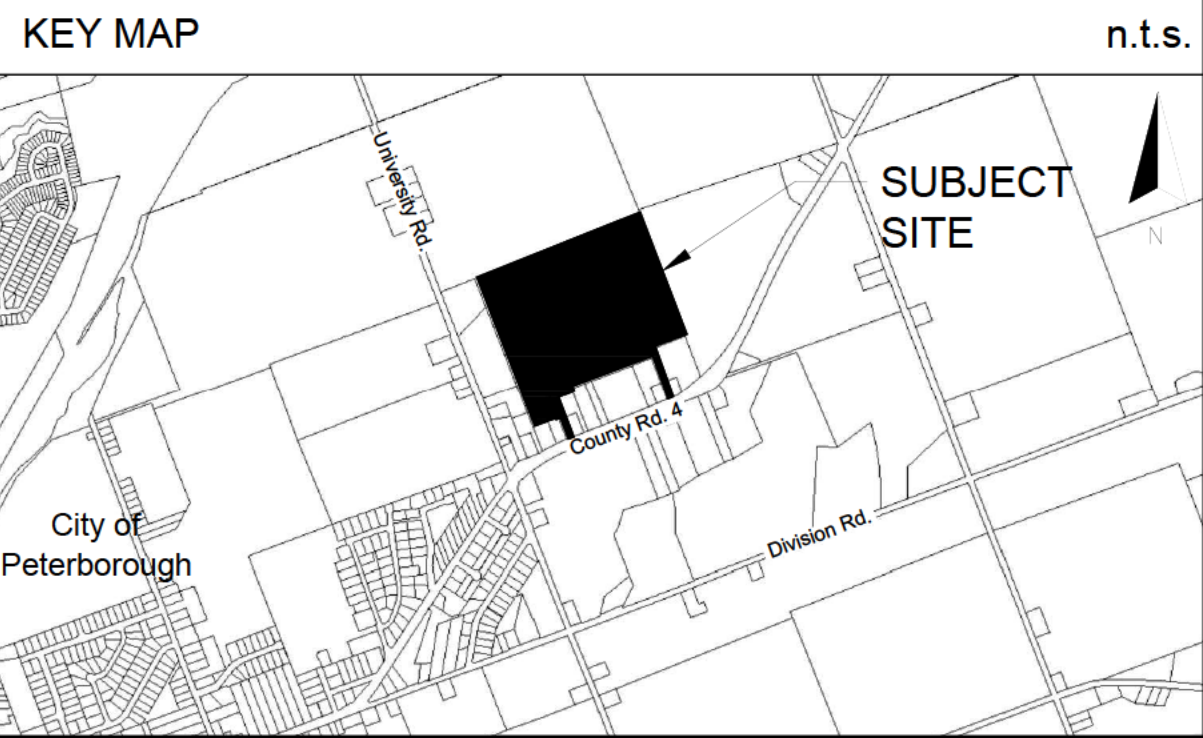 KEY MAP
n.t.s.
University Rd.
SUBJECT
SITE
N
County Rd. 4
City of
Peterborough
Division Rd.